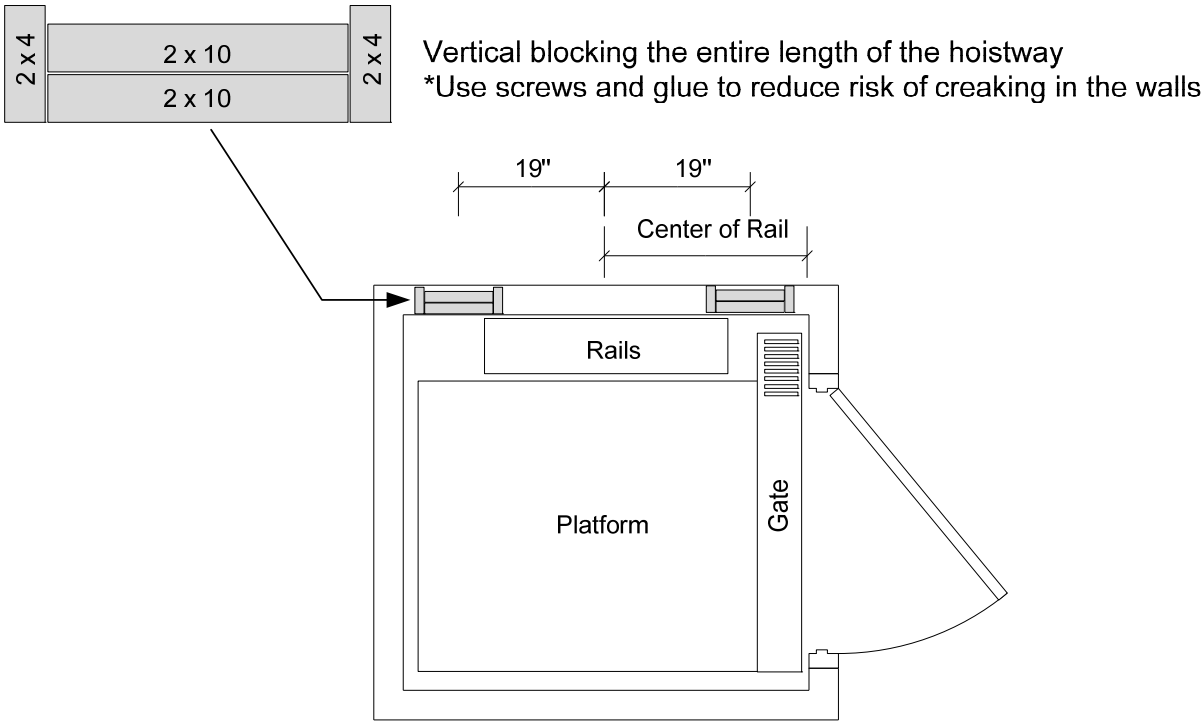 2 x 4
2 x 10
2 x 10
2 x 4
Vertical blocking the entire length of the hoistway
*Use screws and glue to reduce risk of creaking in the walls
19"
19"
Center of Rail
Rails
Platform
Gate